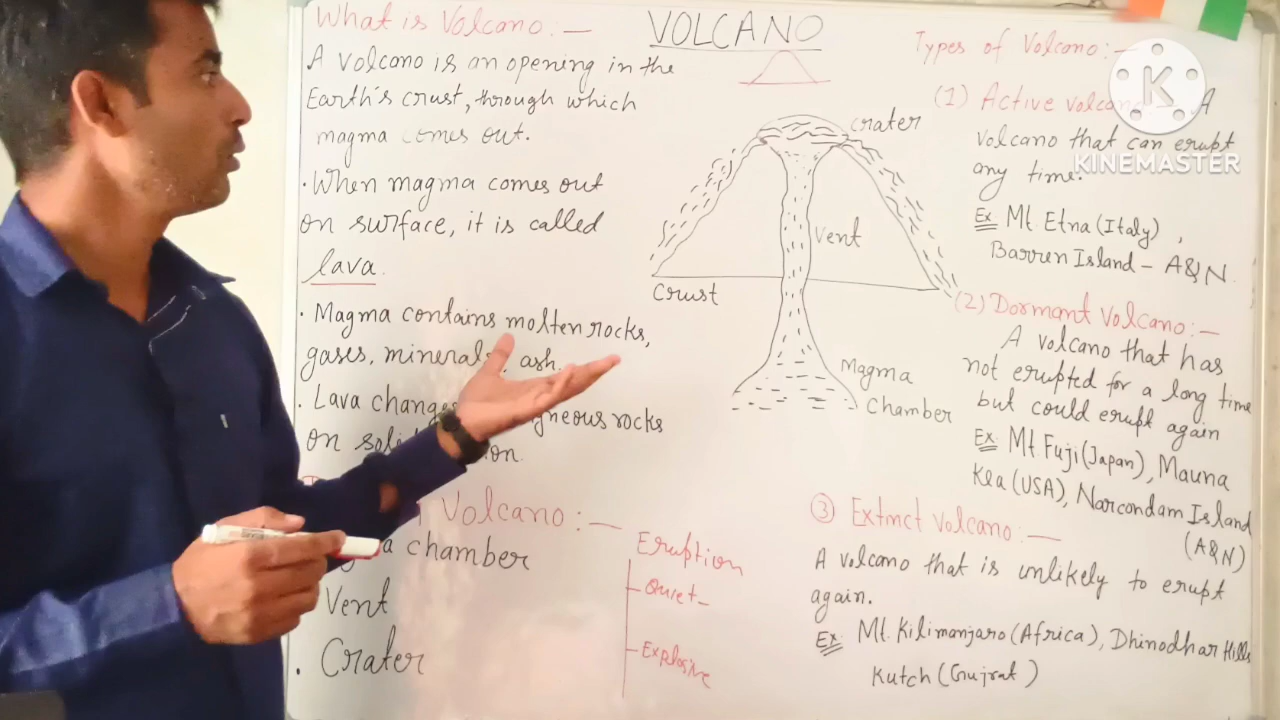 VOLCANO
What is Volcano:-
A volcano is an opening in the
Earth's crust, through which
magma comes out.
· When magma comes out
on surface, it is called
lava.
· Magma contains molten rocks,
gases, minerals, ash.
· Lava changes igneous rocks
on
Volcano:-
chamber
Vent
· Crater
Eruption
- Quiet-
- Explosive
crater
vent
Crust
Magma
Chamber
Types of Volcano:-
(1) Active volcano - A
volcano that can erupt
any time.
Ex: Mt Etna (Italy),
Barren Island - A&N.
(2) Dormant Volcano:-
A volcano that has
not erupted for a long time
but could erupt again
Ex: Mt Fuji (Japan), Mauna
Kea (USA), Narcondam Island
(A&N)
③ Extinct Volcano:-
A volcano that is unlikely to erupt
again.
Ex: Mt. Kilimanjaro (Africa), Dhinodhar Hills
Kutch (Gujrat)
K
KINEMASTER